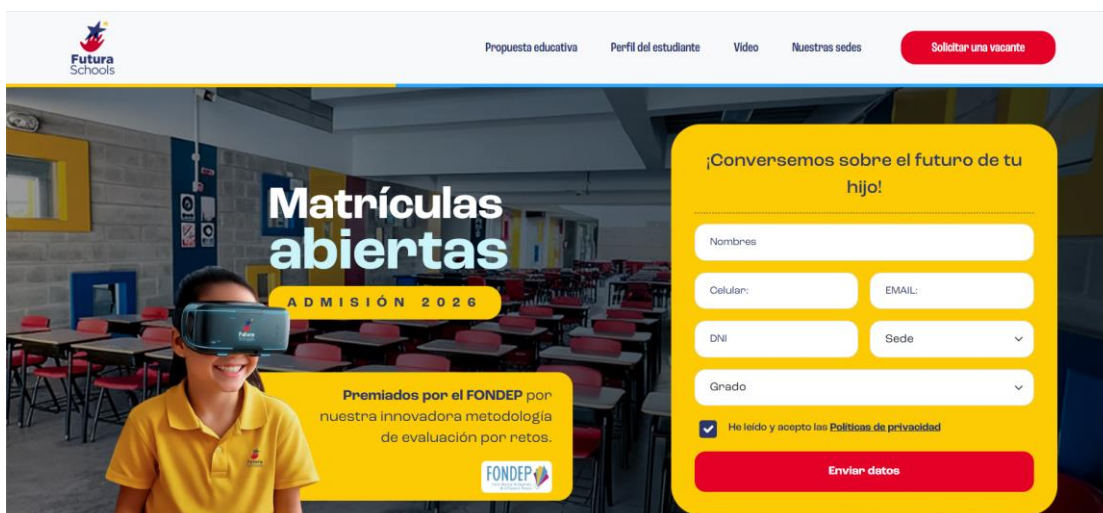 Futura
Schools
Propuesta educativa
Perfil del estudiante
Vídeo
Nuestras sedes
Solicitar una vacante
Matrículas
abiertas
ADMISIÓN 2026
Premiados por el FONDEP por
nuestra innovadora metodología
de evaluación por retos.
FONDEP
¡Conversemos sobre el futuro de tu
hijo!
Nombres
Celular:
EMAIL:
DNI
Sede
Grado
He leído y acepto las Políticas de privacidad
Enviar datos